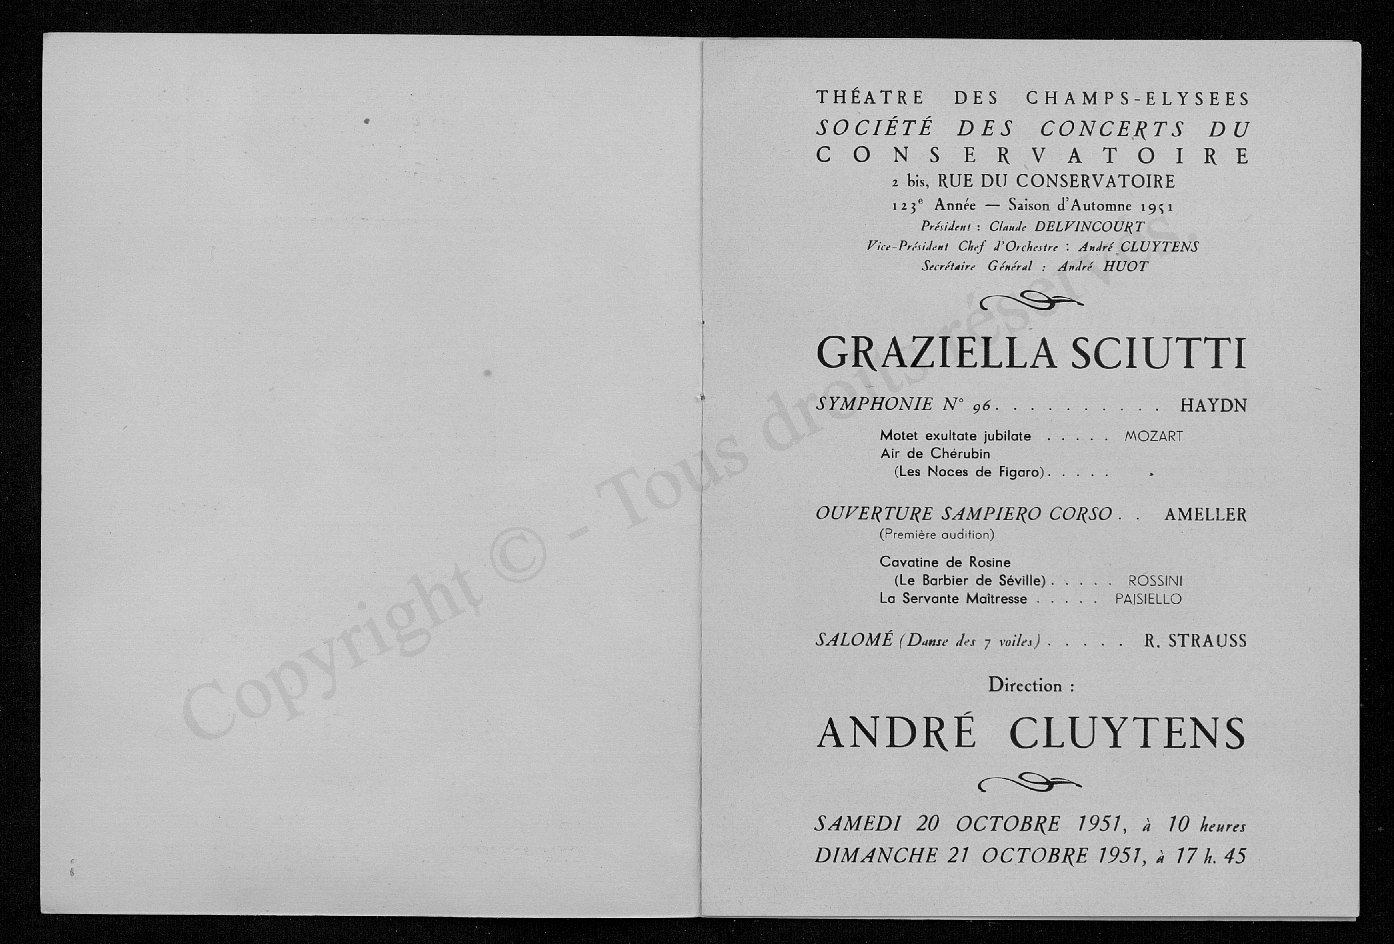 THÉATRE DES CHAMPS-ELYSEES
SOCIÉTÉ DES CONCERTS DU
CONSERVATOIRE
2 bis, RUE DU CONSERVATOIRE
123e Année — Saison d'Automne 1951
Président : Claude DELVINCOURT
Vice-Président Chef d'Orchestre : André CLUYTENS
Secrétaire Général : André HUOT
GRAZIELLA SCIUTTI
SYMPHONIE N° 96. . . . . . . . . . HAYDN
Motet exultate jubilate . . . . . MOZART
Air de Chérubin
(Les Noces de Figaro). . . . .
OUVERTURE SAMPIERO CORSO . . AMELLER
(Première audition)
Cavatine de Rosine
(Le Barbier de Séville) . . . . . ROSSINI
La Servante Maîtresse . . . . . PAISIELLO
SALOMÉ (Danse des 7 voiles) . . . . . R. STRAUSS
Direction :
ANDRÉ CLUYTENS
SAMEDI 20 OCTOBRE 1951, à 10 heures
DIMANCHE 21 OCTOBRE 1951, à 17 h. 45
Copyright © - Tous droits réservés.